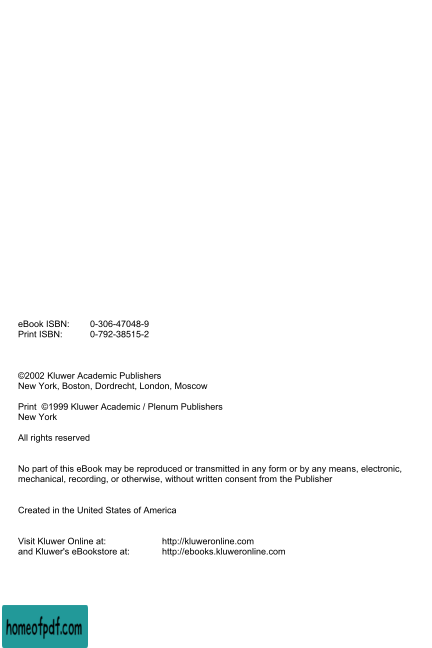 eBook ISBN: 0-306-47048-9
Print ISBN: 0-792-38515-2
©2002 Kluwer Academic Publishers
New York, Boston, Dordrecht, London, Moscow
Print ©1999 Kluwer Academic / Plenum Publishers
New York
All rights reserved
No part of this eBook may be reproduced or transmitted in any form or by any means, electronic,
mechanical, recording, or otherwise, without written consent from the Publisher
Created in the United States of America
Visit Kluwer Online at: http://kluweronline.com
and Kluwer's eBookstore at: http://ebooks.kluweronline.com
homeofpdf.com